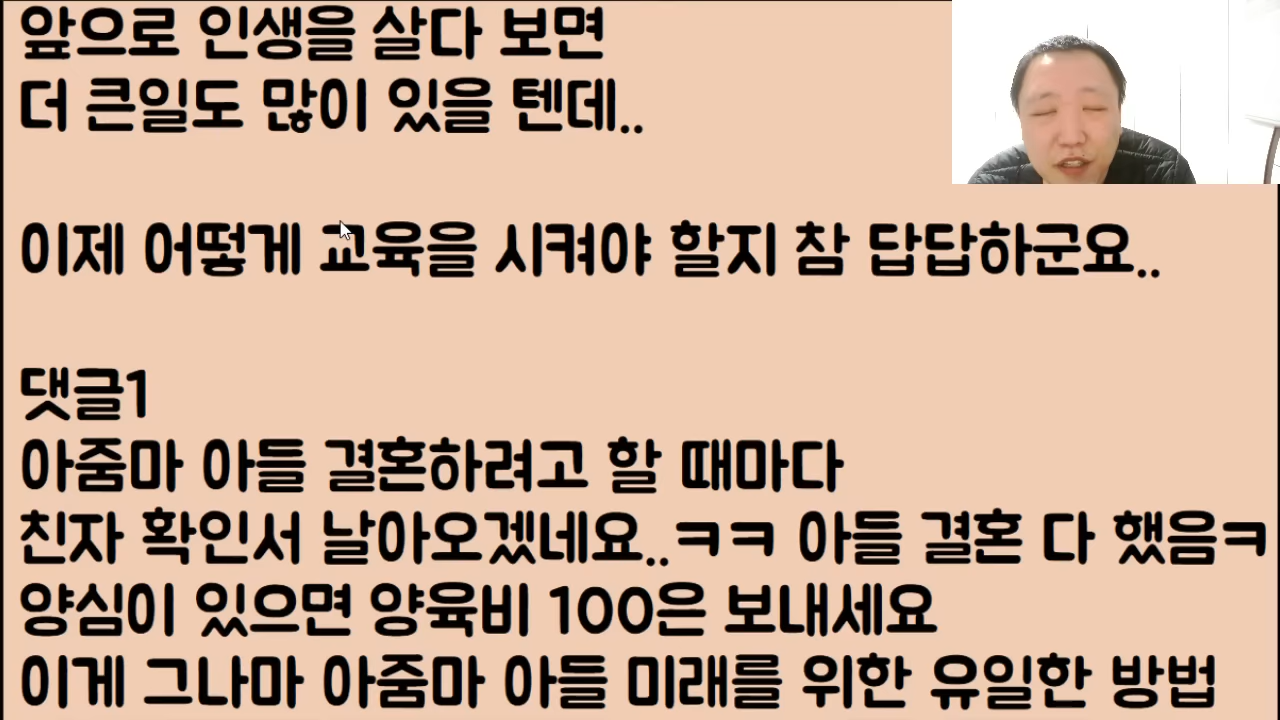 앞으로 인생을 살다 보면
더 큰일도 많이 있을 텐데..
이제 어떻게 교육을 시켜야 할지 참 답답하군요..
댓글1
아줌마 아들 결혼하려고 할 때마다
친자 확인서 날아오겠네요..ㅋㅋ 아들 결혼 다 했음ㅋ
양심이 있으면 양육비 100은 보내세요
이게 그나마 아줌마 아들 미래를 위한 유일한 방법